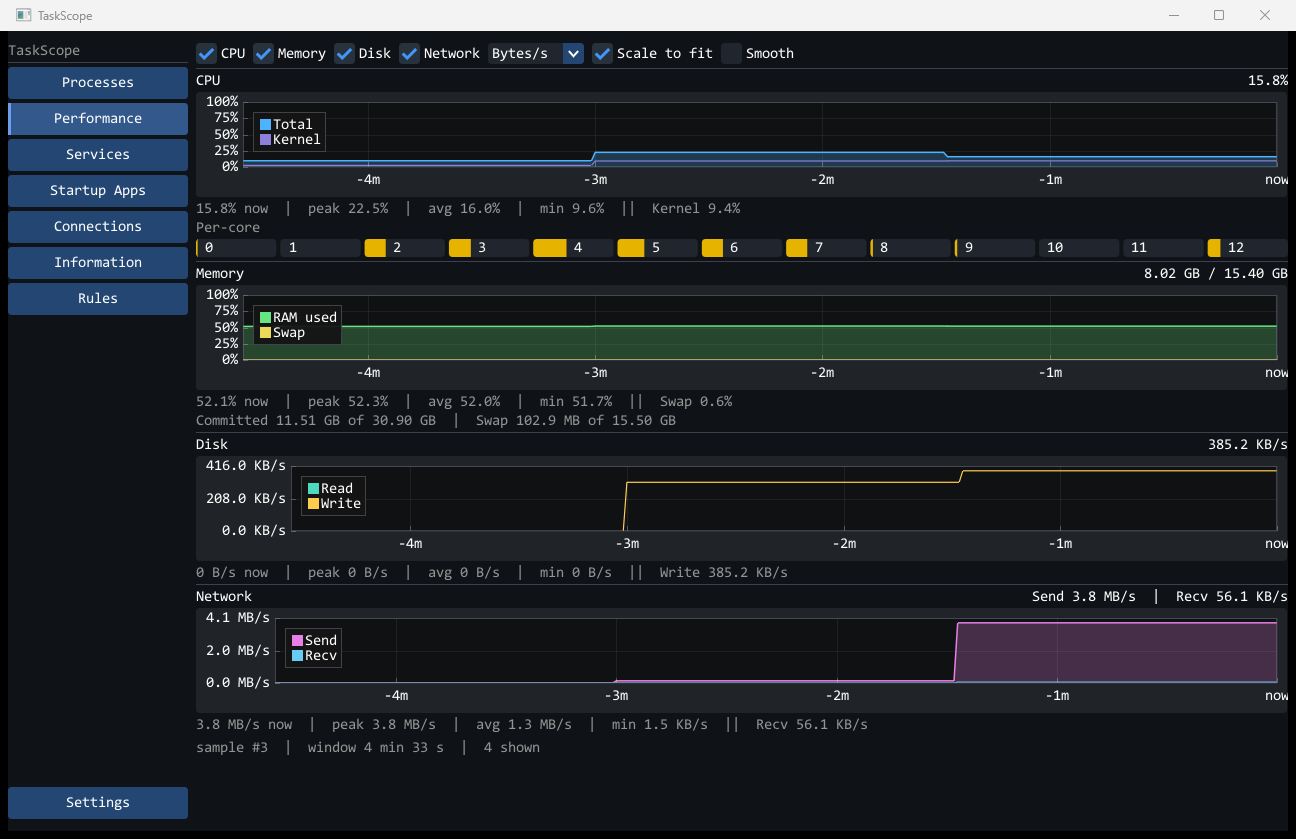 TaskScope
TaskScope
Processes
Performance
Services
Startup Apps
Connections
Information
Rules
Settings
CPU Memory Disk Network Bytes/s Scale to fit Smooth
CPU 15.8%
100%
75%
50%
25%
0%
Total
Kernel
-4m -3m -2m -1m now
15.8% now | peak 22.5% | avg 16.0% | min 9.6% || Kernel 9.4%
Per-core
0 1 2 3 4 5 6 7 8 9 10 11 12
Memory 8.02 GB / 15.40 GB
100%
75%
50%
25%
0%
RAM used
Swap
-4m -3m -2m -1m now
52.1% now | peak 52.3% | avg 52.0% | min 51.7% || Swap 0.6%
Committed 11.51 GB of 30.90 GB | Swap 102.9 MB of 15.50 GB
Disk 385.2 KB/s
416.0 KB/s
208.0 KB/s
0.0 KB/s
Read
Write
-4m -3m -2m -1m now
0 B/s now | peak 0 B/s | avg 0 B/s | min 0 B/s || Write 385.2 KB/s
Network Send 3.8 MB/s | Recv 56.1 KB/s
4.1 MB/s
2.0 MB/s
0.0 MB/s
Send
Recv
-4m -3m -2m -1m now
3.8 MB/s now | peak 3.8 MB/s | avg 1.3 MB/s | min 1.5 KB/s || Recv 56.1 KB/s
sample #3 | window 4 min 33 s | 4 shown